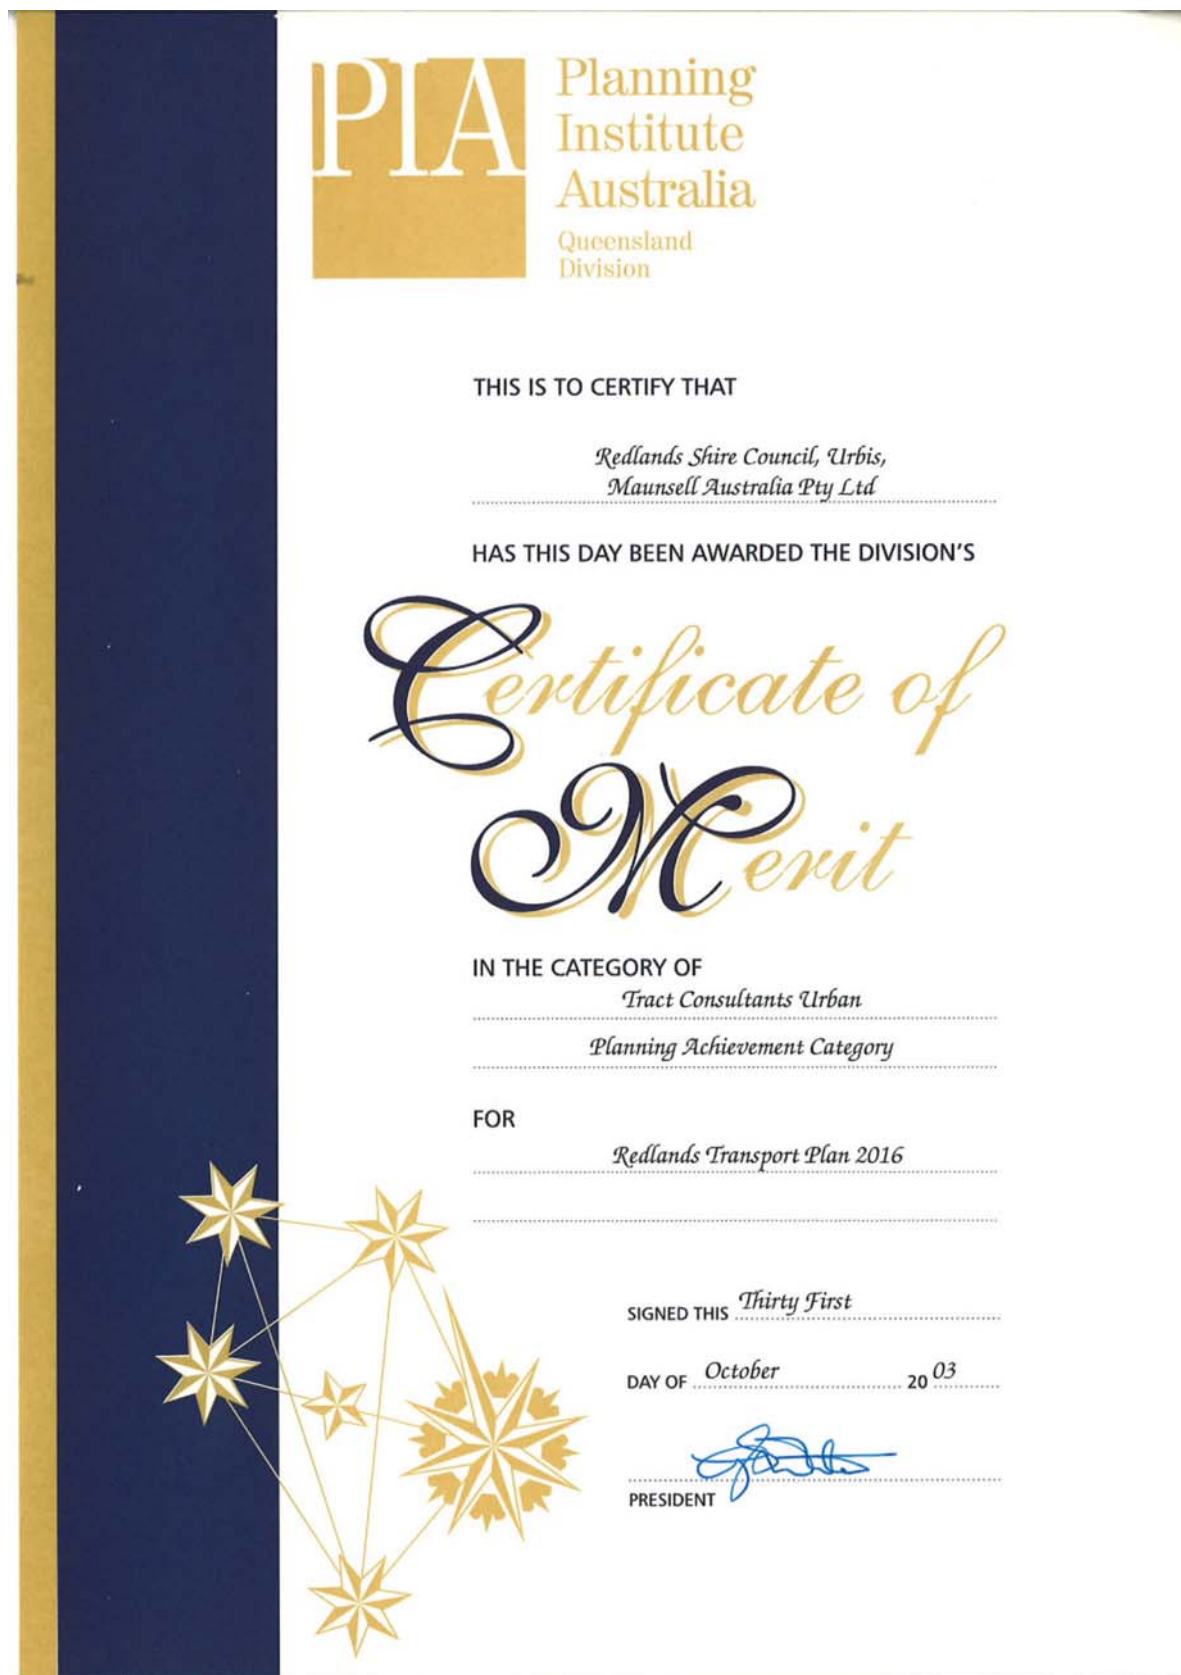 PIA
Planning
Institute
Australia
Queensland
Division
THIS IS TO CERTIFY THAT
Redlands Shire Council, Urbis,
Maunsell Australia Pty Ltd
HAS THIS DAY BEEN AWARDED THE DIVISION'S
Certificate of
Merit
IN THE CATEGORY OF
Tract Consultants Urban
Planning Achievement Category
FOR
Redlands Transport Plan 2016
SIGNED THIS Thirty First
DAY OF October 20 03
PRESIDENT